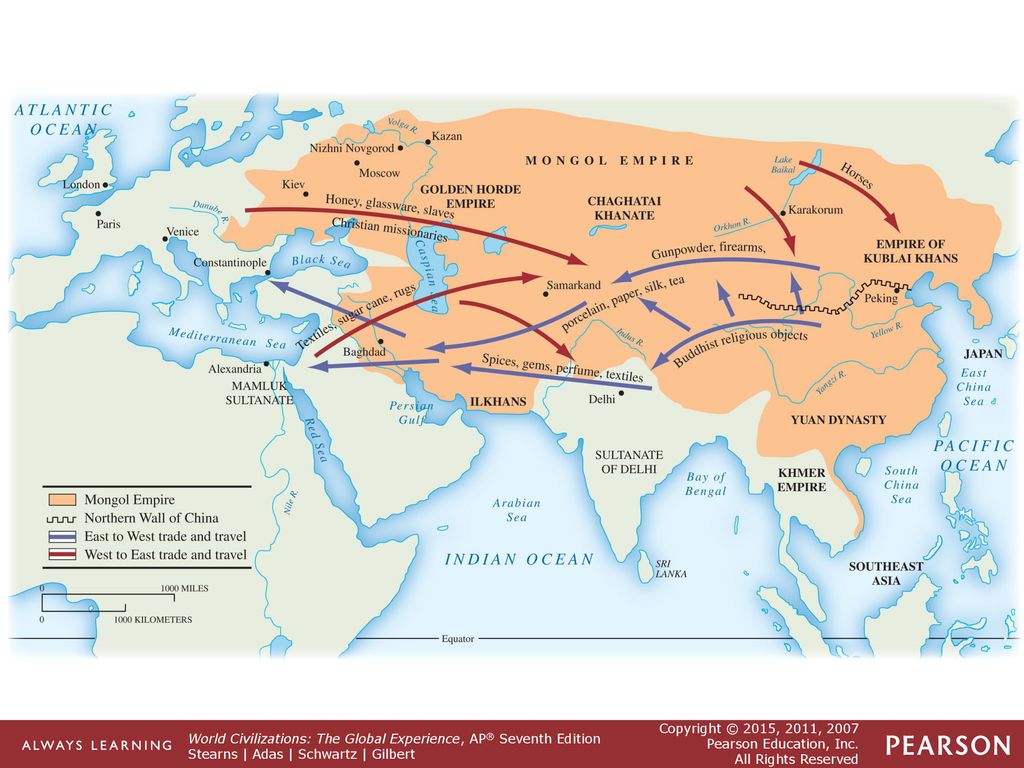 ATLANTIC
OCEAN
London
Paris
Venice
Danube R.
Constantinople
Black Sea
Kiev
Nizhni Novgorod
Moscow
Volga R.
Kazan
MONGOL EMPIRE
GOLDEN HORDE
EMPIRE
CHAGHATAI
KHANATE
Honey, glassware, slaves
Christian missionaries
Caspian Sea
Lake
Baikal
Horses
Karakorum
Orkhon R.
EMPIRE OF
KUBLAI KHANS
Gunpowder, firearms,
porcelain, paper, silk, tea
Samarkand
Peking
Textiles, sugar cane, rugs
Mediterranean Sea
Baghdad
Alexandria
MAMLUK
SULTANATE
Persian
Gulf
ILKHANS
Spices, gems, perfume, textiles
Indus R.
Delhi
Buddhist religious objects
Yellow R.
Yangzi R.
JAPAN
East
China
Sea
YUAN DYNASTY
PACIFIC
OCEAN
Red Sea
Nile R.
SULTANATE
OF DELHI
Bay of
Bengal
KHMER
EMPIRE
South
China
Sea
Arabian
Sea
INDIAN OCEAN
SRI
LANKA
SOUTHEAST
ASIA
Mongol Empire
Northern Wall of China
East to West trade and travel
West to East trade and travel
0 1000 MILES
0 1000 KILOMETERS
Equator
ALWAYS LEARNING
World Civilizations: The Global Experience, AP® Seventh Edition
Stearns | Adas | Schwartz | Gilbert
Copyright © 2015, 2011, 2007
Pearson Education, Inc.
All Rights Reserved
PEARSON